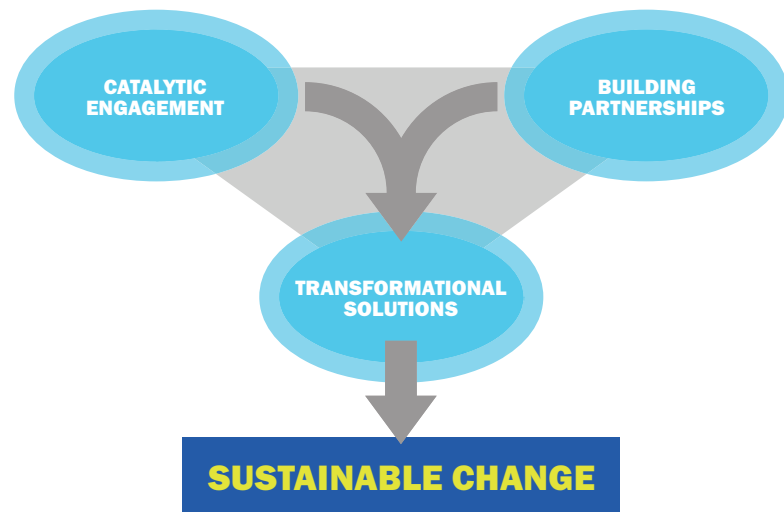 CATALYTIC
ENGAGEMENT
BUILDING
PARTNERSHIPS
TRANSFORMATIONAL
SOLUTIONS
SUSTAINABLE CHANGE